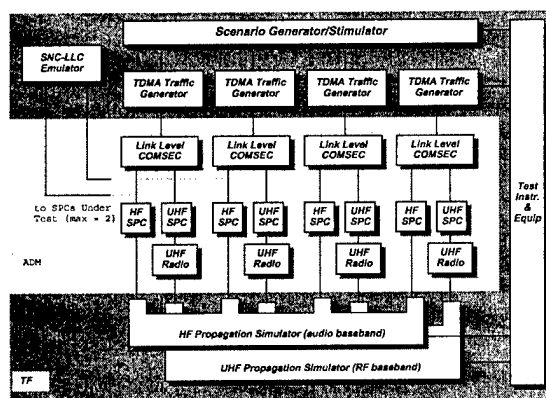 Scenario Generator/Stimulator
SNC-LLC
Emulator
TDMA Traffic
Generator
TDMA Traffic
Generator
TDMA Traffic
Generator
TDMA Traffic
Generator
Link Level
COMSEC
Link Level
COMSEC
Link Level
COMSEC
Link Level
COMSEC
Test
Instr.
&
Equip
to SPCs Under
Test (max = 2)
HF
SPC
UHF
SPC
HF
SPC
UHF
SPC
HF
SPC
UHF
SPC
HF
SPC
UHF
SPC
UHF
Radio
UHF
Radio
UHF
Radio
UHF
Radio
ADM
HF Propagation Simulator (audio baseband)
UHF Propagation Simulator (RF baseband)
TF